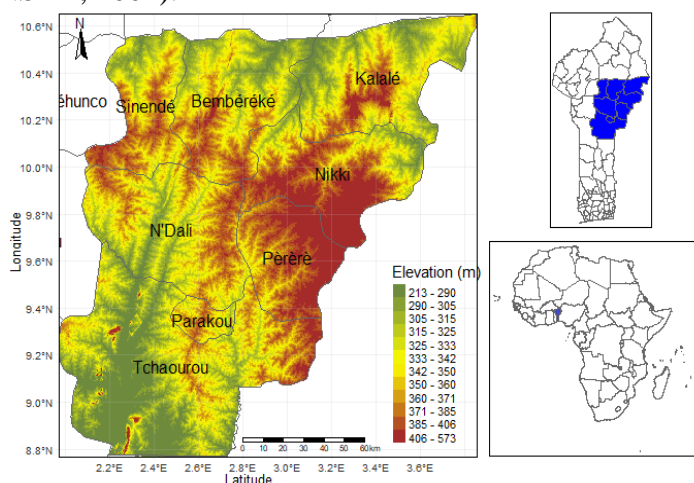 N
10.6°N
10.4°N
10.2°N
10.0°N
9.8°N
9.6°N
9.4°N
9.2°N
9.0°N
8.8°N
Longitude
Kalalé
éhunco
Sinendé
Bembéréké
Nikki
N'Dali
Pèrèrè
Parakou
Tchaourou
Elevation (m)
213 - 290
290 - 305
305 - 315
315 - 325
325 - 333
333 - 342
342 - 350
350 - 360
360 - 371
371 - 385
385 - 406
406 - 573
0 10 20 30 40 50 60km
2.2°E 2.4°E 2.6°E 2.8°E 3.0°E 3.2°E 3.4°E 3.6°E
Latitude